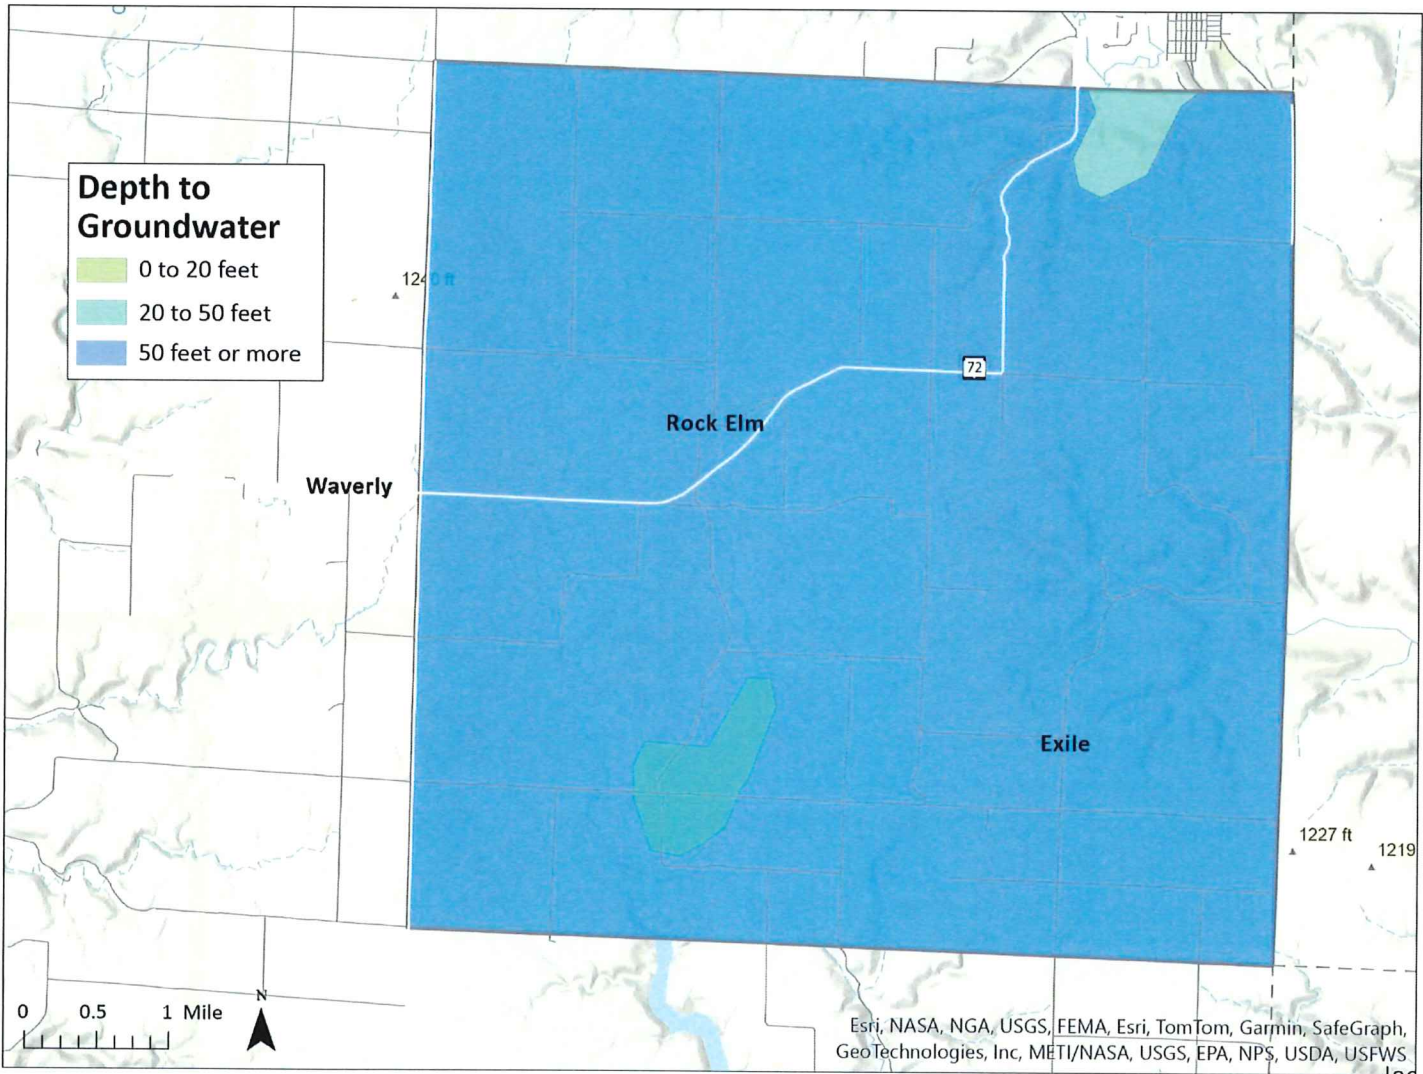 Depth to
Groundwater
0 to 20 feet
20 to 50 feet
50 feet or more
1240 ft
72
Rock Elm
Waverly
Exile
1227 ft
1219
0 0.5 1 Mile
N
Esri, NASA, NGA, USGS, FEMA, Esri, TomTom, Garmin, SafeGraph,
GeoTechnologies, Inc, METI/NASA, USGS, EPA, NPS, USDA, USFWS